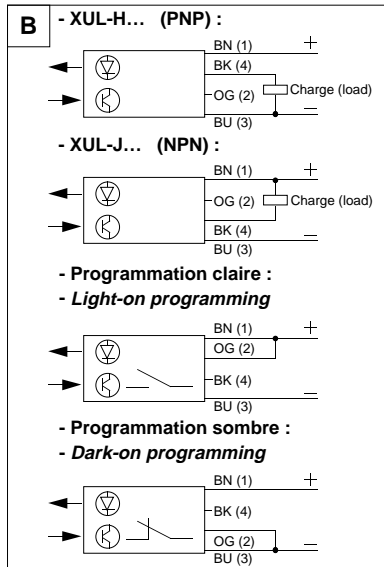 B
- XUL-H… (PNP) :
BN (1) +
BK (4)
OG (2) Charge (load)
BU (3) –
- XUL-J… (NPN) :
BN (1) +
OG (2) Charge (load)
BK (4)
BU (3) –
- Programmation claire :
- Light-on programming
BN (1) +
OG (2)
BK (4)
BU (3) –
- Programmation sombre :
- Dark-on programming
BN (1) +
BK (4)
OG (2)
BU (3) –